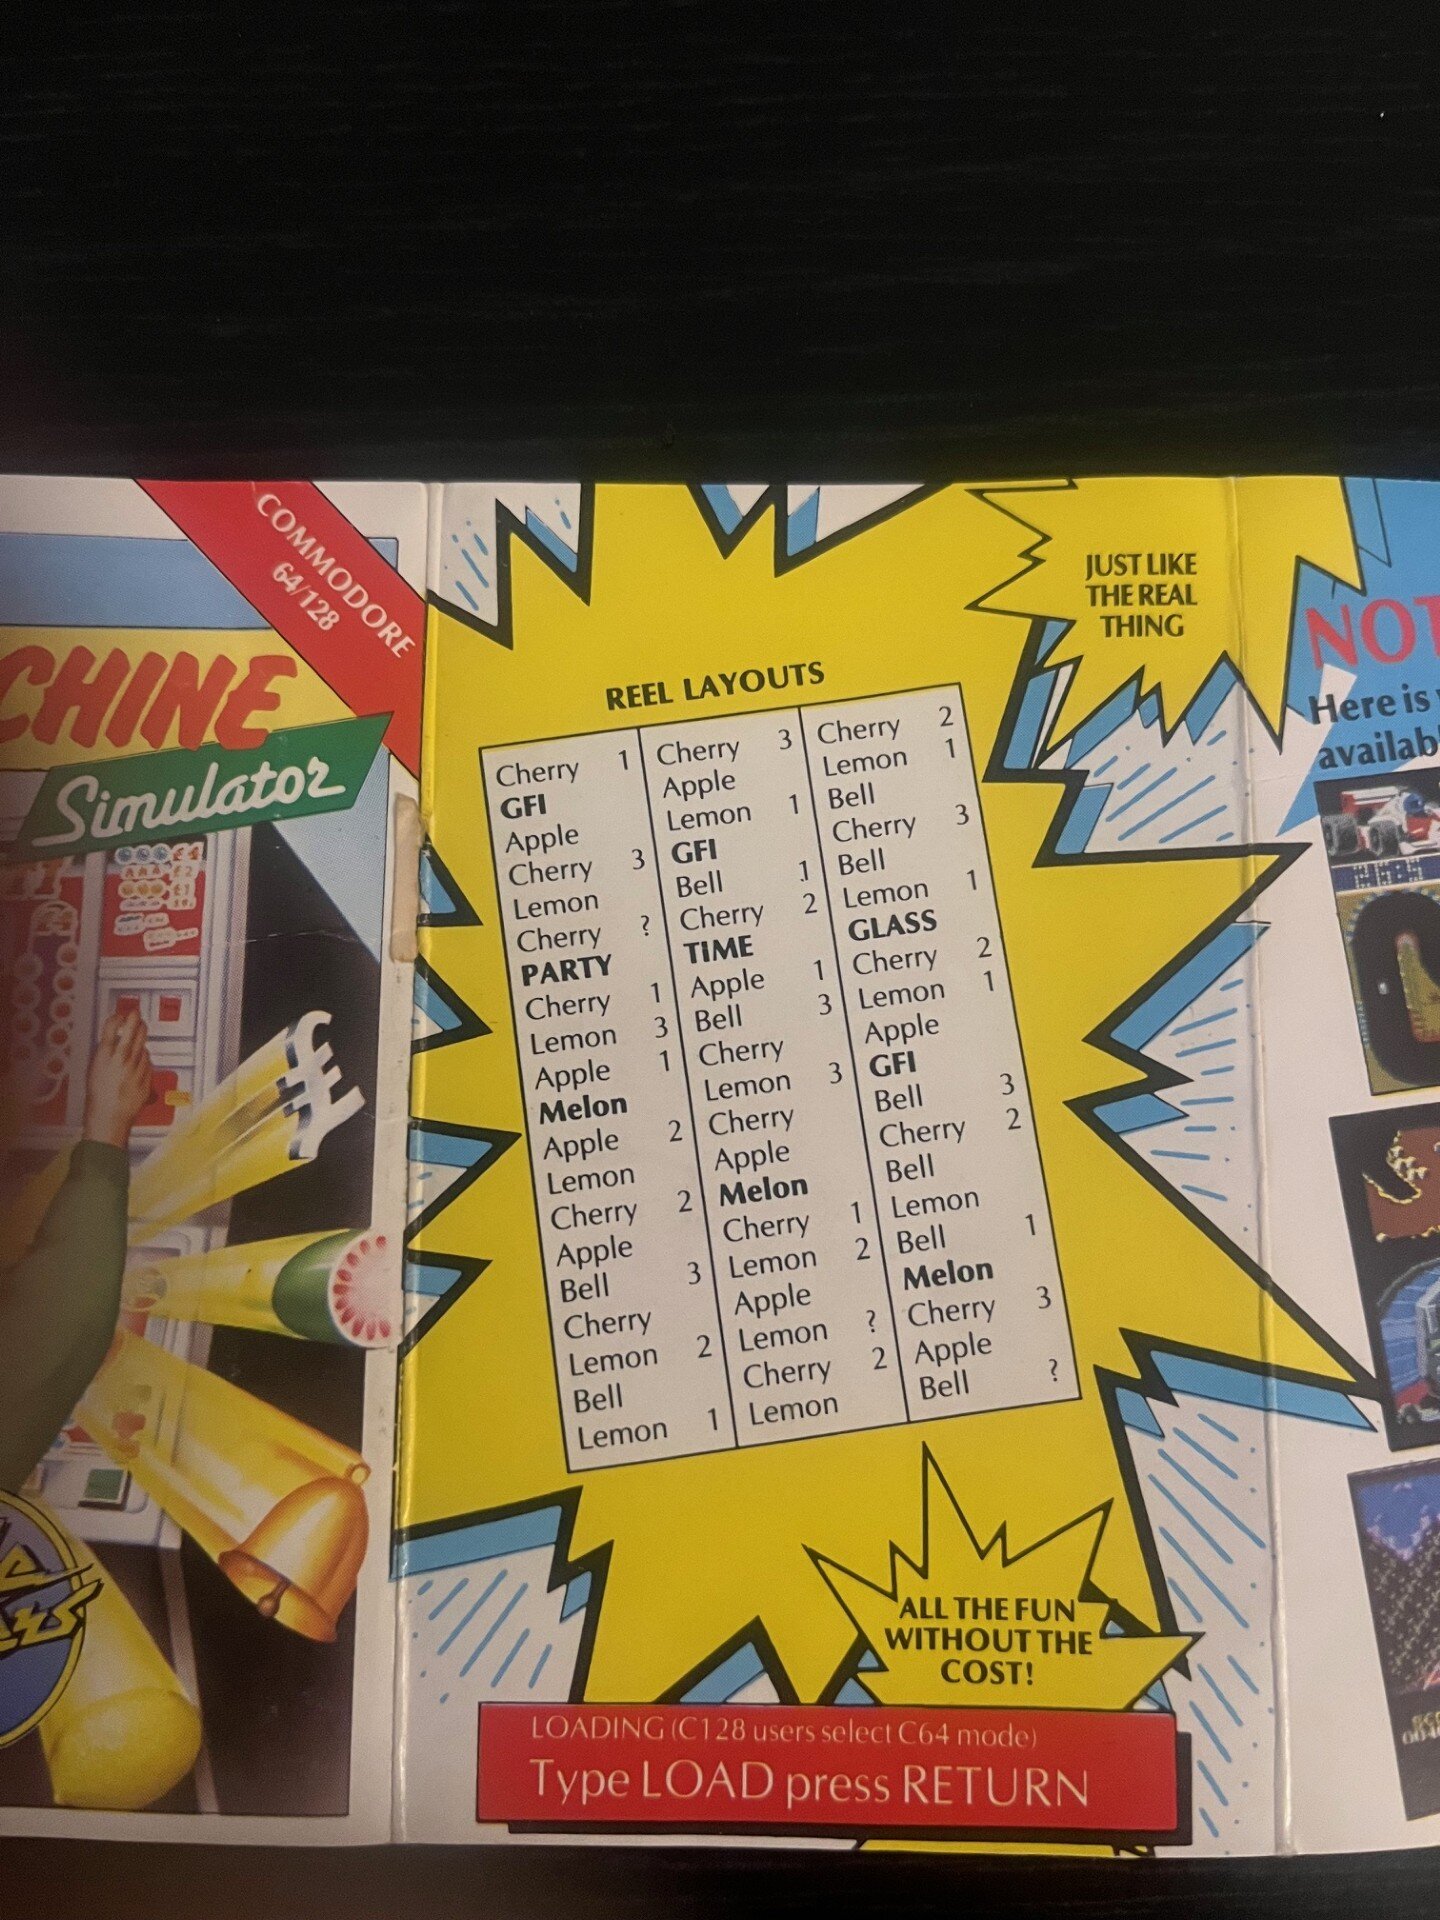 COMMODORE
64/128
CHINE
Simulator
REEL LAYOUTS
Cherry 1
GFI
Apple
Cherry 3
Lemon
Cherry ?
PARTY
Cherry 1
Lemon 3
Apple 1
Melon
Apple 2
Lemon
Cherry 2
Apple
Bell 3
Cherry
Lemon 2
Bell
Lemon 1
Cherry 3
Apple
Lemon 1
GFI
Bell 1
Cherry 2
TIME
Apple 1
Bell 3
Cherry
Lemon 3
Cherry
Apple
Melon
Cherry 1
Lemon 2
Apple
Lemon ?
Cherry 2
Lemon
Cherry 2
Lemon 1
Bell
Cherry 3
Bell
Lemon 1
GLASS
Cherry 2
Lemon 1
Apple
GFI
Bell 3
Cherry 2
Bell
Lemon
Bell 1
Melon
Cherry 3
Apple
Bell ?
JUST LIKE
THE REAL
THING
ALL THE FUN
WITHOUT THE
COST!
LOADING (C128 users select C64 mode)
Type LOAD press RETURN
NOT
Here is
availab